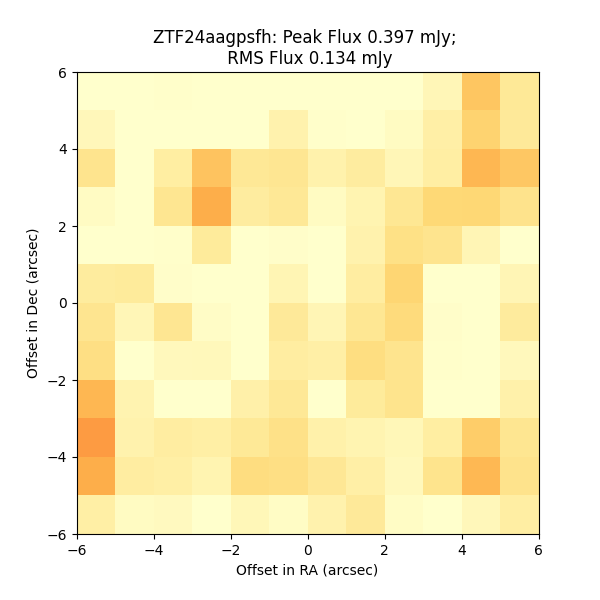 ZTF24aagpsfh: Peak Flux 0.397 mJy;
RMS Flux 0.134 mJy
6
4
2
0
−2
−4
−6
Offset in Dec (arcsec)
−6 −4 −2 0 2 4 6
Offset in RA (arcsec)